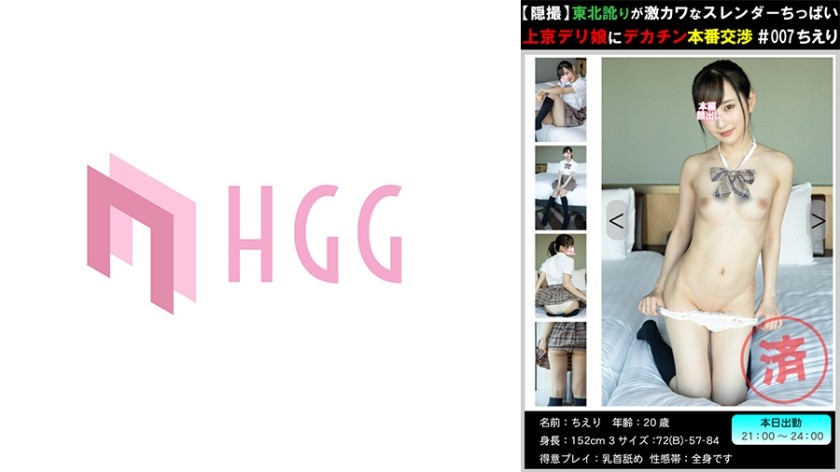 HGG
【隠撮】東北訛りが激カワなスレンダーちっぱい
上京デリ娘にデカチン本番交渉 #007ちえり
本編
顔出し
<
>
済
名前：ちえり 年齢：20歳
身長：152cm 3サイズ：72(B)-57-84
得意プレイ：乳首舐め 性感帯：全身です
本日出勤
21：00〜24：00